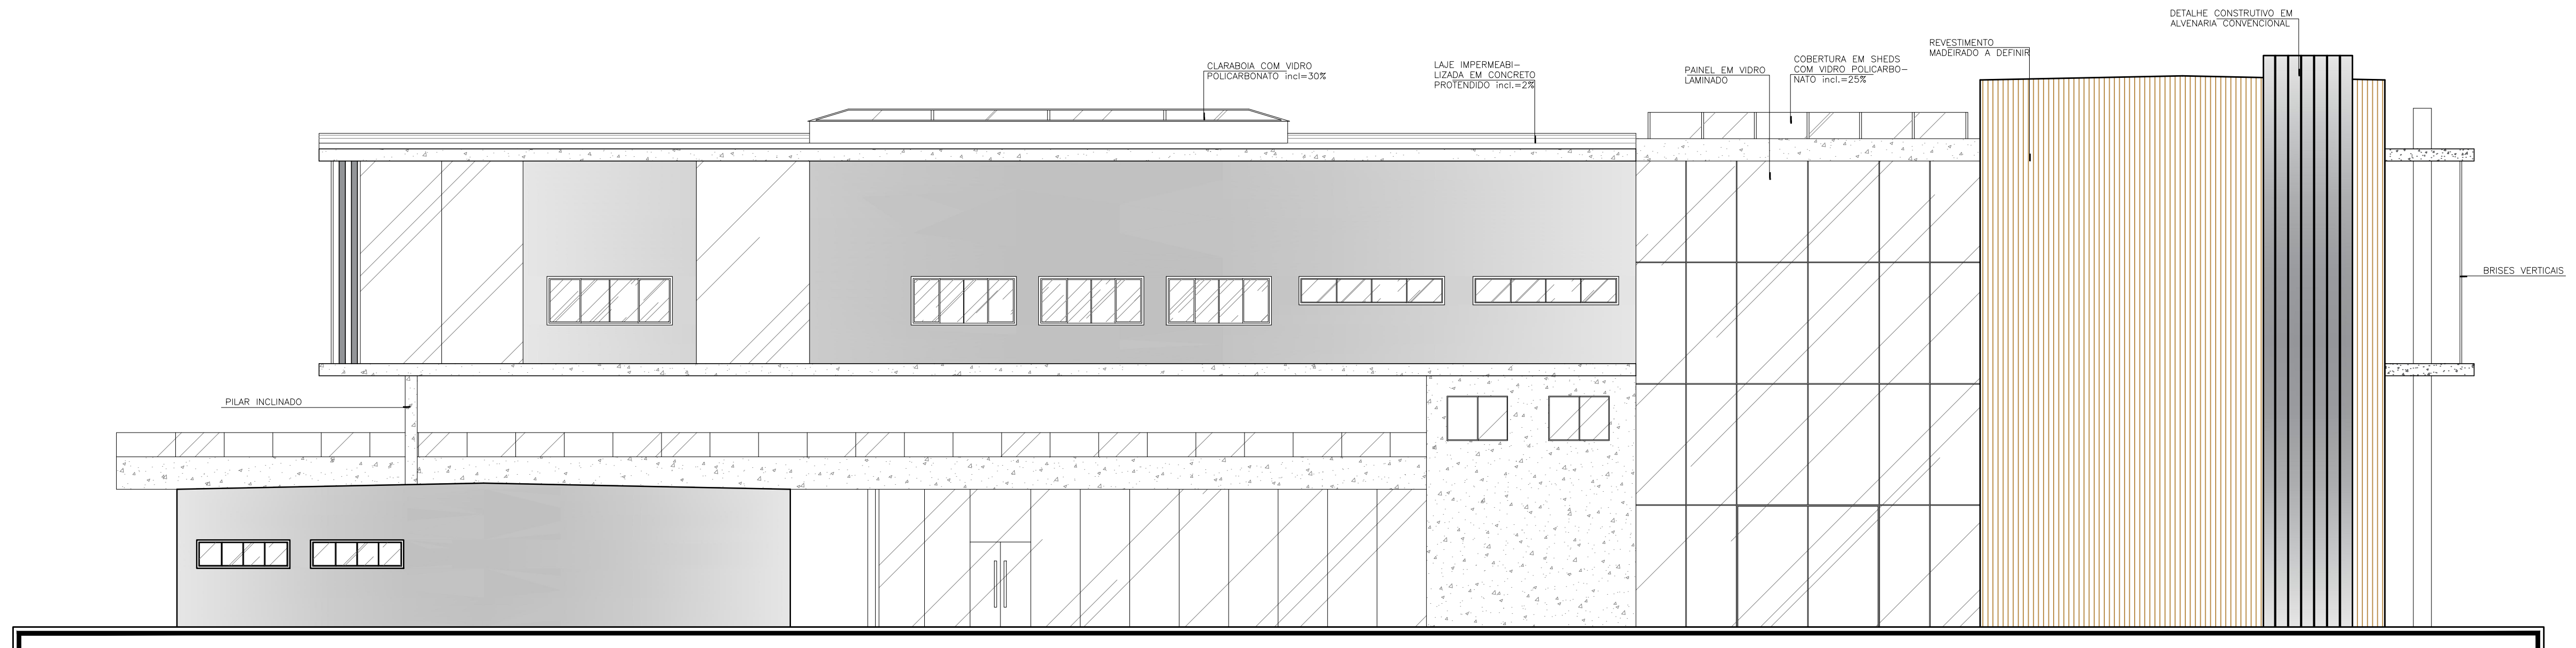 DETALHE CONSTRUTIVO EM
ALVENARIA CONVENCIONAL
REVESTIMENTO
MADEIRADO A DEFINIR
COBERTURA EM SHEDS
COM VIDRO POLICARBO-
NATO incl.=25%
PAINEL EM VIDRO
LAMINADO
LAJE IMPERMEABI-
LIZADA EM CONCRETO
PROTENDIDO incl.=2%
CLARABOIA COM VIDRO
POLICARBONATO incl=30%
BRISES VERTICAIS
PILAR INCLINADO